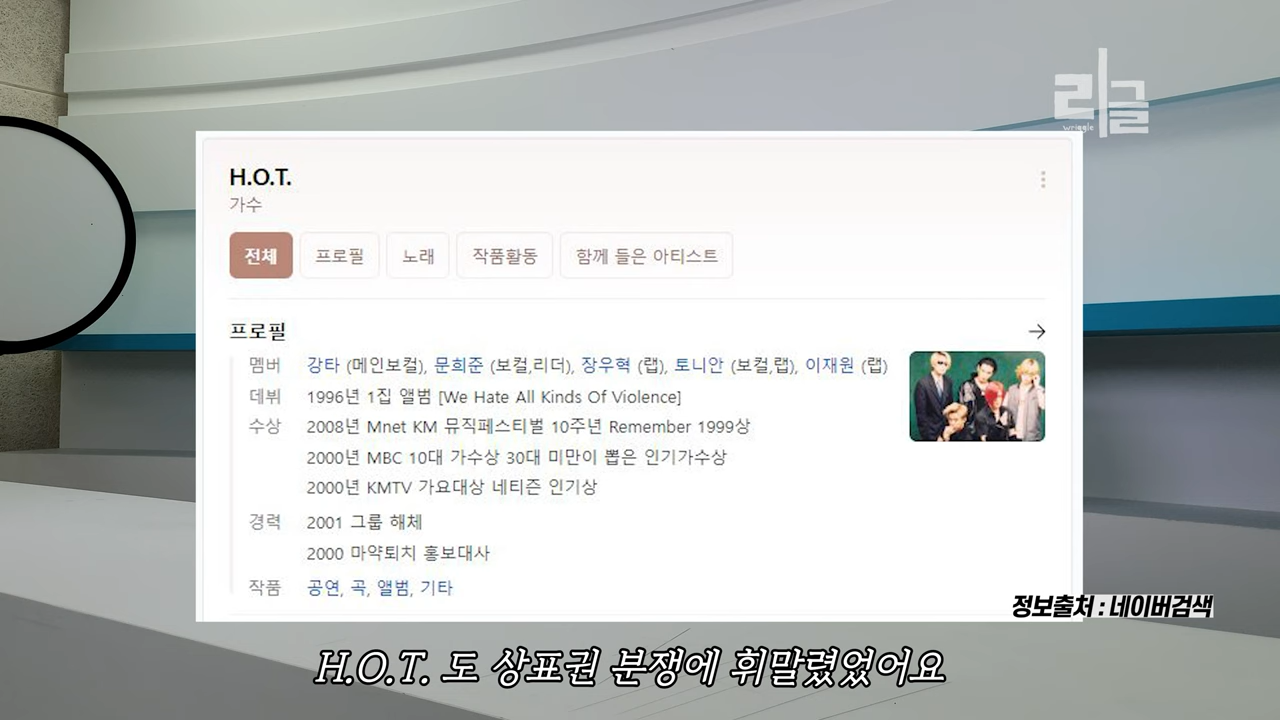 리글
wriggle
H.O.T.
가수
전체 프로필 노래 작품활동 함께 들은 아티스트
프로필
멤버 강타 (메인보컬), 문희준 (보컬,리더), 장우혁 (랩), 토니안 (보컬,랩), 이재원 (랩)
데뷔 1996년 1집 앨범 [We Hate All Kinds Of Violence]
수상 2008년 Mnet KM 뮤직페스티벌 10주년 Remember 1999상
2000년 MBC 10대 가수상 30대 미만이 뽑은 인기가수상
2000년 KMTV 가요대상 네티즌 인기상
경력 2001 그룹 해체
2000 마약퇴치 홍보대사
작품 공연, 곡, 앨범, 기타
정보출처 : 네이버검색
H.O.T. 도 상표권 분쟁에 휘말렸었어요